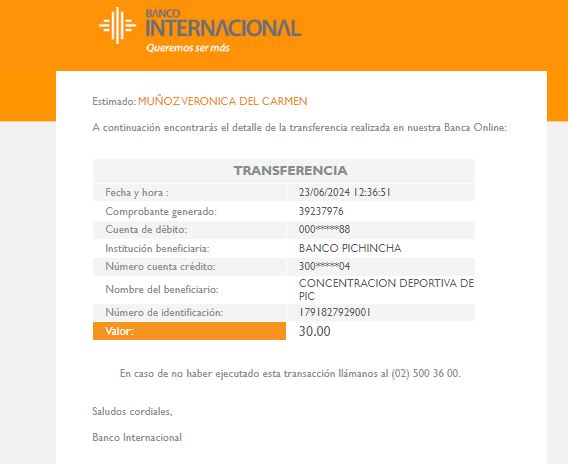 BANCO
INTERNACIONAL
Queremos ser más
Estimado: MUÑOZ VERONICA DEL CARMEN
A continuación encontrarás el detalle de la transferencia realizada en nuestra Banca Online:
TRANSFERENCIA
Fecha y hora : 23/06/2024 12:36:51
Comprobante generado: 39237976
Cuenta de débito: 000*****88
Institución beneficiaria: BANCO PICHINCHA
Número cuenta crédito: 300*****04
Nombre del beneficiario: CONCENTRACION DEPORTIVA DE
PIC
Número de identificación: 1791827929001
Valor: 30.00
En caso de no haber ejecutado esta transacción llámanos al (02) 500 36 00.
Saludos cordiales,
Banco Internacional